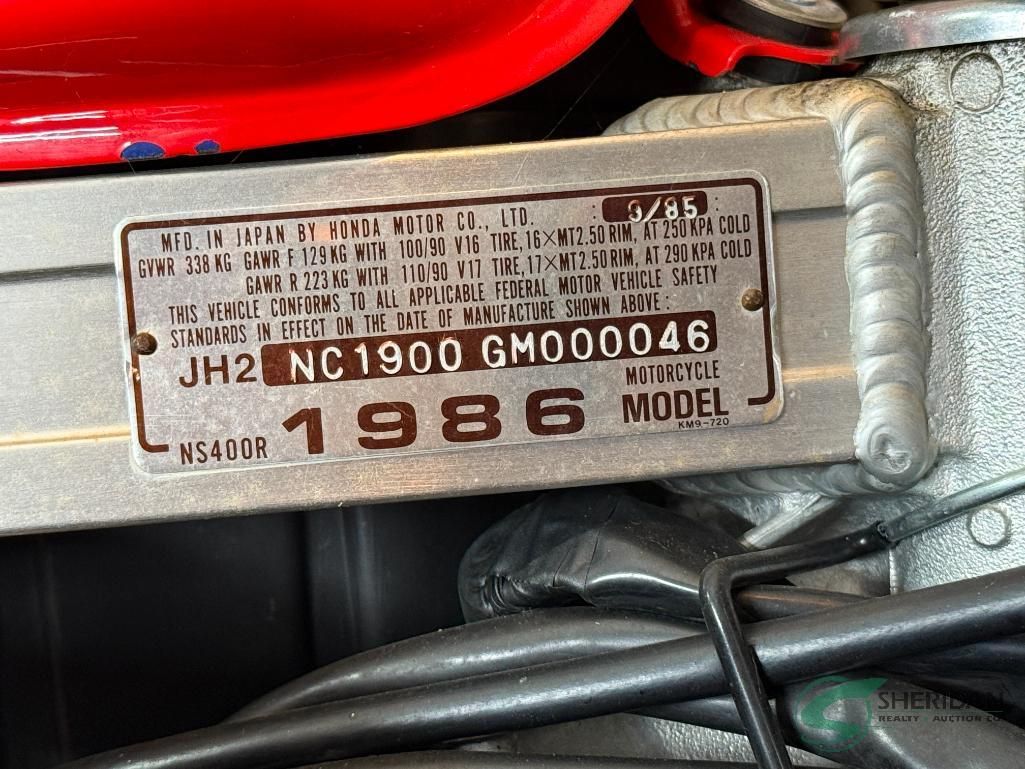 MFD. IN JAPAN BY HONDA MOTOR CO., LTD. : 9/85 :
GVWR 338 KG GAWR F 129 KG WITH 100/90 V16 TIRE, 16×MT2.50 RIM, AT 250 KPA COLD
GAWR R 223 KG WITH 110/90 V17 TIRE, 17×MT2.50 RIM, AT 290 KPA COLD
THIS VEHICLE CONFORMS TO ALL APPLICABLE FEDERAL MOTOR VEHICLE SAFETY
STANDARDS IN EFFECT ON THE DATE OF MANUFACTURE SHOWN ABOVE :
JH2 NC1900 GM000046
NS400R 1986 MOTORCYCLE
MODEL
KM9-720
SHERIDAN
REALTY & AUCTION CO.